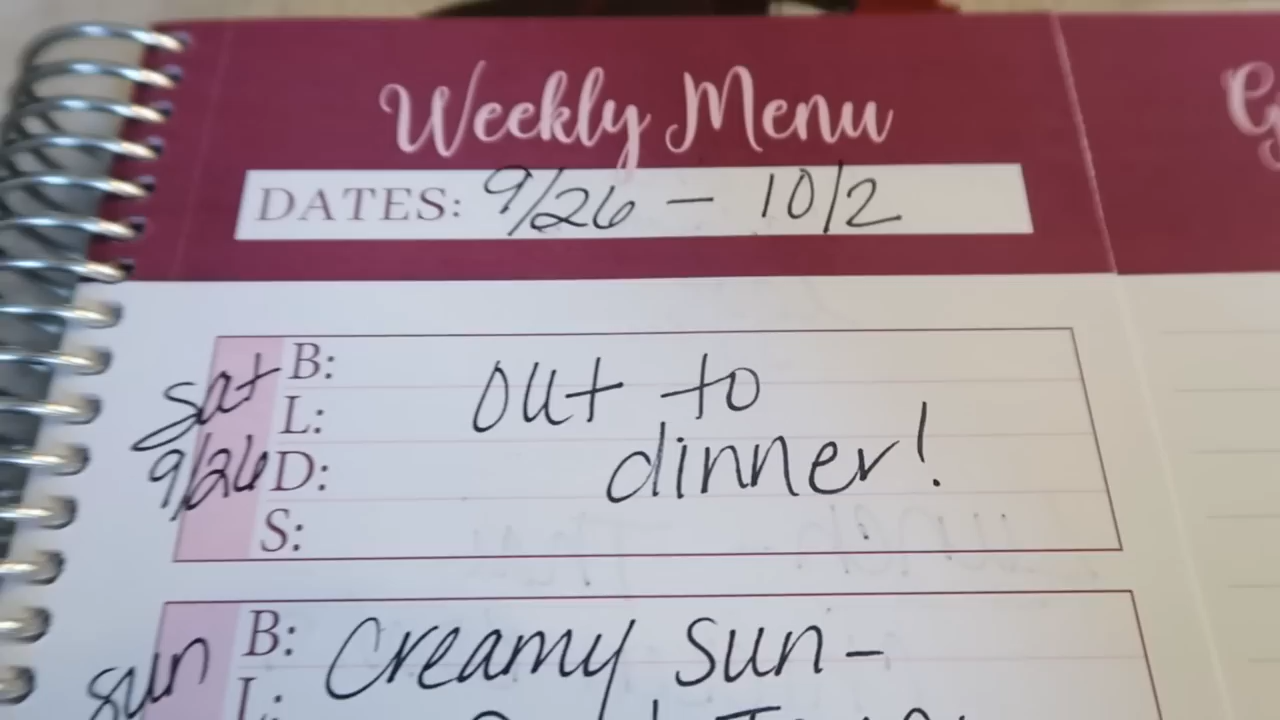 Weekly Menu
DATES: 9/26 - 10/2
Sat
9/26
B:
L:
D:
S:
out to
dinner!
Sun
B: Creamy Sun-
L: